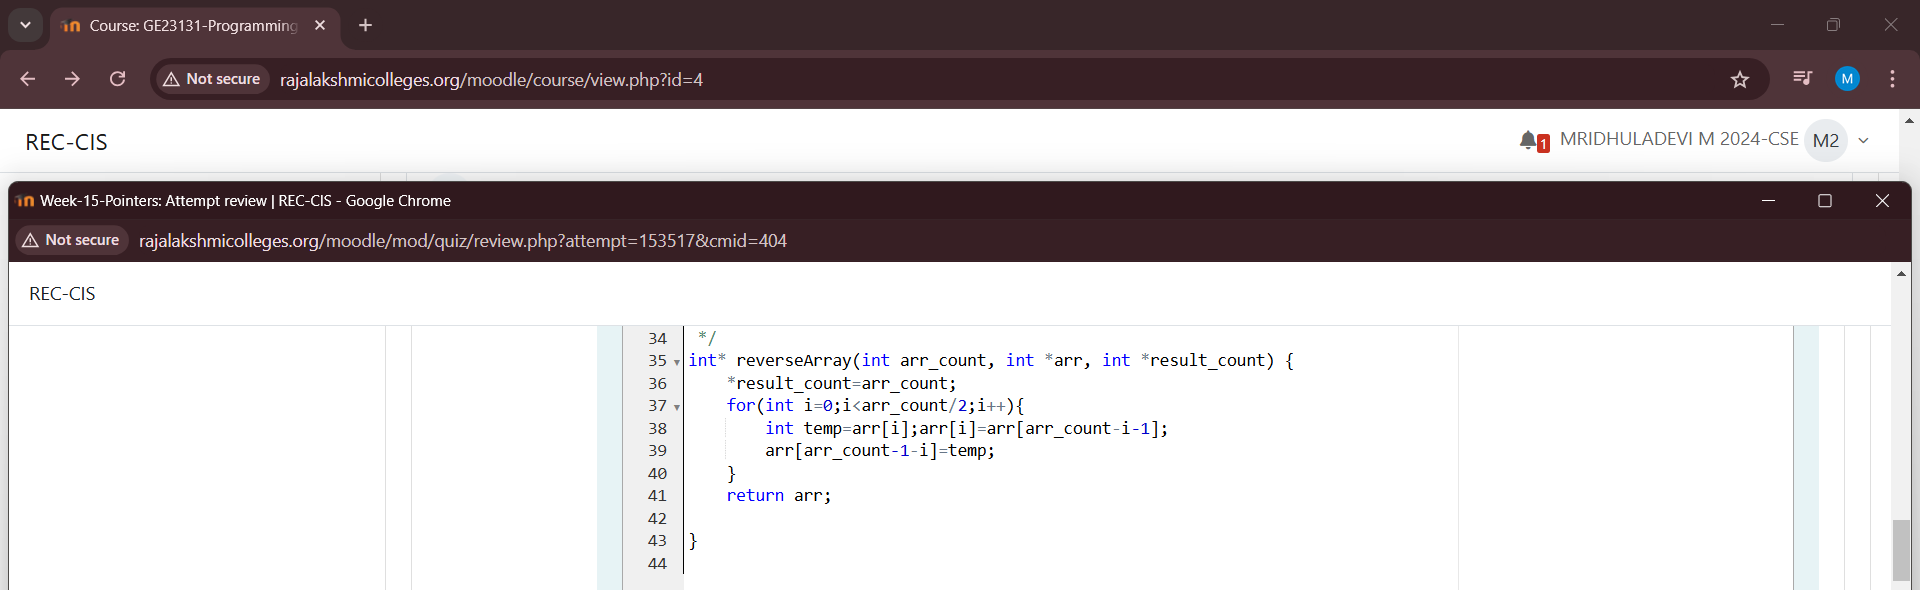 Course: GE23131-Programming
Not secure rajalakshmicolleges.org/moodle/course/view.php?id=4
M
REC-CIS
1 MRIDHULADEVI M 2024-CSE M2
Week-15-Pointers: Attempt review | REC-CIS - Google Chrome
Not secure rajalakshmicolleges.org/moodle/mod/quiz/review.php?attempt=153517&cmid=404
REC-CIS
34 */
35 int* reverseArray(int arr_count, int *arr, int *result_count) {
36 *result_count=arr_count;
37 for(int i=0;i<arr_count/2;i++){
38 int temp=arr[i];arr[i]=arr[arr_count-i-1];
39 arr[arr_count-1-i]=temp;
40 }
41 return arr;
42
43 }
44